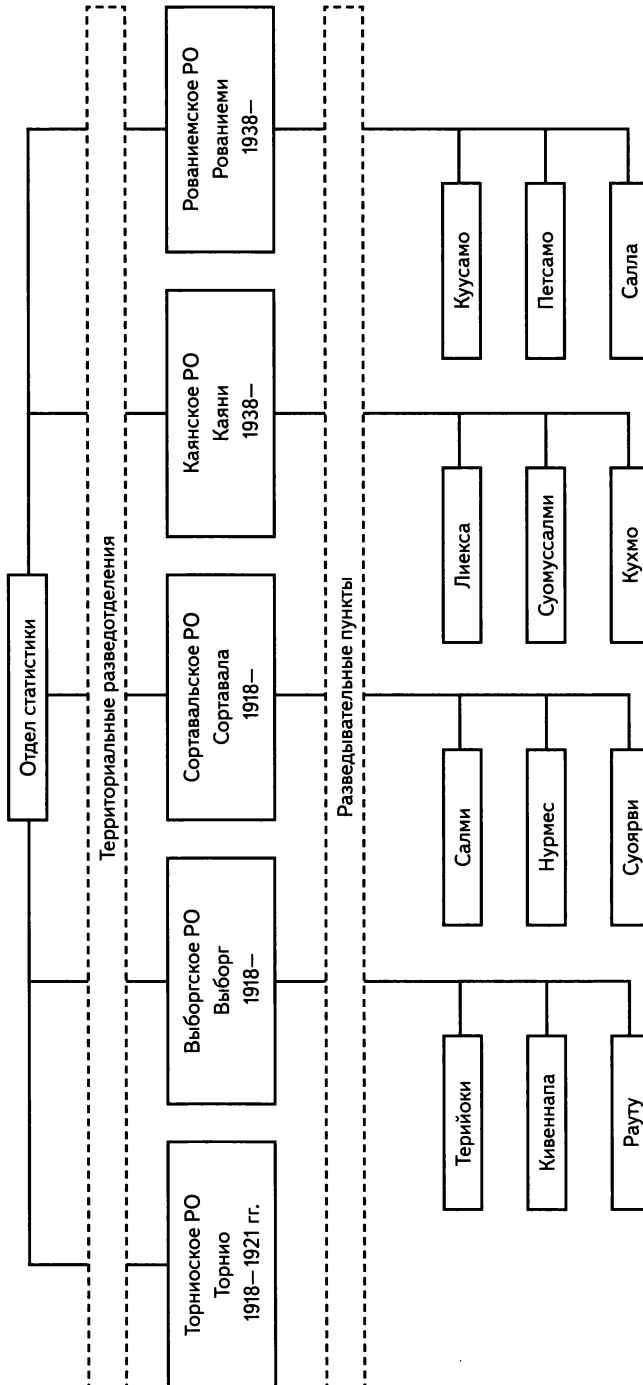 Отдел статистики
Территориальные разведотделения
Торниоское РО
Торнио
1918—1921 гг.
Выборгское РО
Выборг
1918—
Сортавальское РО
Сортавала
1918—
Каянское РО
Каяни
1938—
Рованиемское РО
Рованиеми
1938—
Разведывательные пункты
Терийоки
Кивеннапа
Рауту
Салми
Нурмес
Суоярви
Лиекса
Суомуссалми
Кухмо
Куусамо
Петсамо
Салла